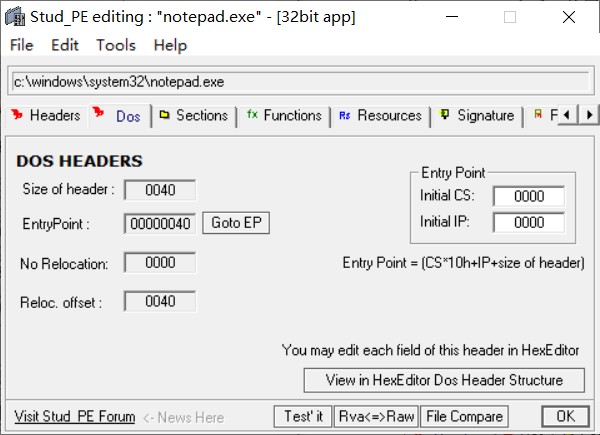 Stud_PE editing : "notepad.exe" - [32bit app]
File Edit Tools Help
c:\windows\system32\notepad.exe
Headers Dos Sections fx Functions Rs Resources Signature F
DOS HEADERS
Size of header : 0040
EntryPoint : 00000040 Goto EP
No Relocation: 0000
Reloc. offset : 0040
Entry Point
Initial CS: 0000
Initial IP: 0000
Entry Point = (CS*10h+IP+size of header)
You may edit each field of this header in HexEditor
View in HexEditor Dos Header Structure
Visit Stud_PE Forum <- News Here Test' it Rva<=>Raw File Compare OK